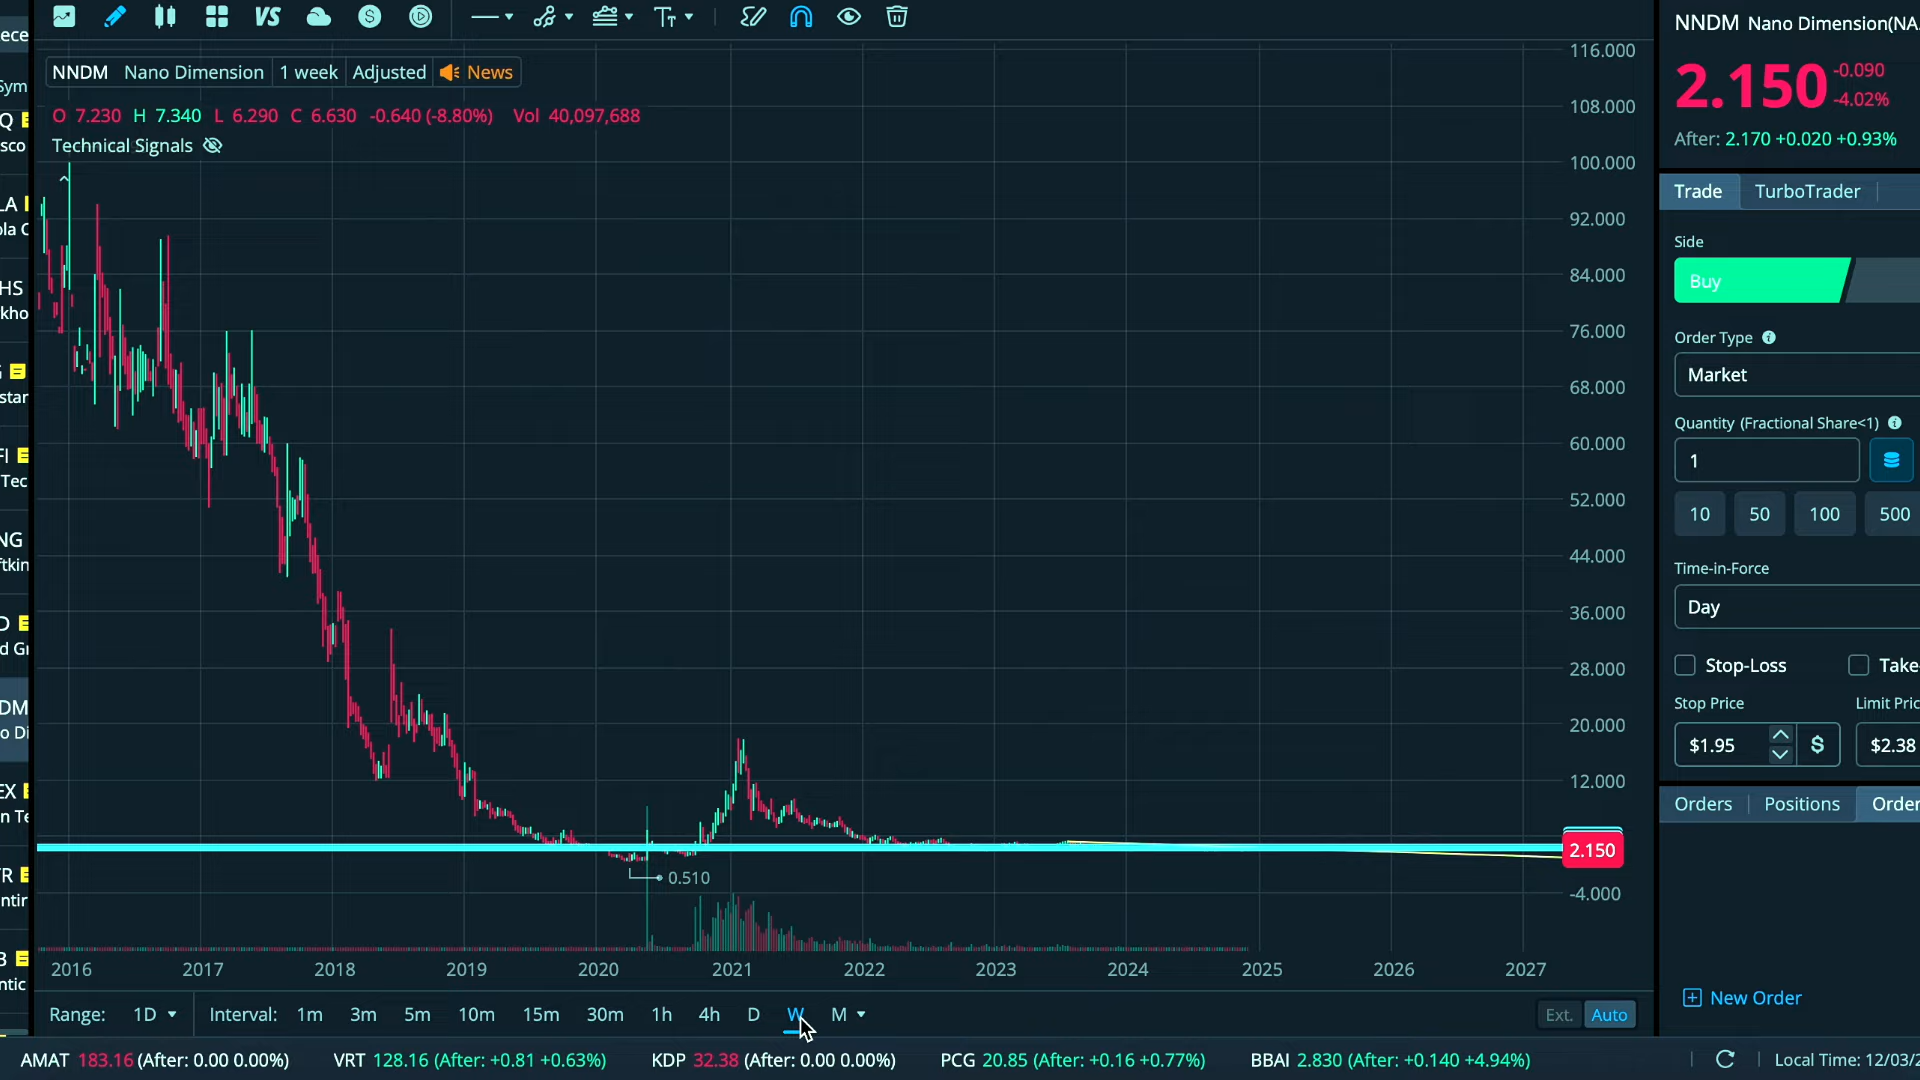 VS
NNDM Nano Dimension 1 week Adjusted News
O 7.230 H 7.340 L 6.290 C 6.630 -0.640 (-8.80%) Vol 40,097,688
Technical Signals
116.000
108.000
100.000
92.000
84.000
76.000
68.000
60.000
52.000
44.000
36.000
28.000
20.000
12.000
2.150
-4.000
0.510
2016 2017 2018 2019 2020 2021 2022 2023 2024 2025 2026 2027
Range: 1D Interval: 1m 3m 5m 10m 15m 30m 1h 4h D W M Ext. Auto
NNDM Nano Dimension(NA
2.150 -0.090
-4.02%
After: 2.170 +0.020 +0.93%
Trade TurboTrader
Side
Buy
Order Type
Market
Quantity (Fractional Share<1)
1
10 50 100 500
Time-in-Force
Day
Stop-Loss Take-
Stop Price Limit Pric
$1.95 $ $2.38
Orders Positions Order
New Order
AMAT 183.16 (After: 0.00 0.00%) VRT 128.16 (After: +0.81 +0.63%) KDP 32.38 (After: 0.00 0.00%) PCG 20.85 (After: +0.16 +0.77%) BBAI 2.830 (After: +0.140 +4.94%) Local Time: 12/03/2